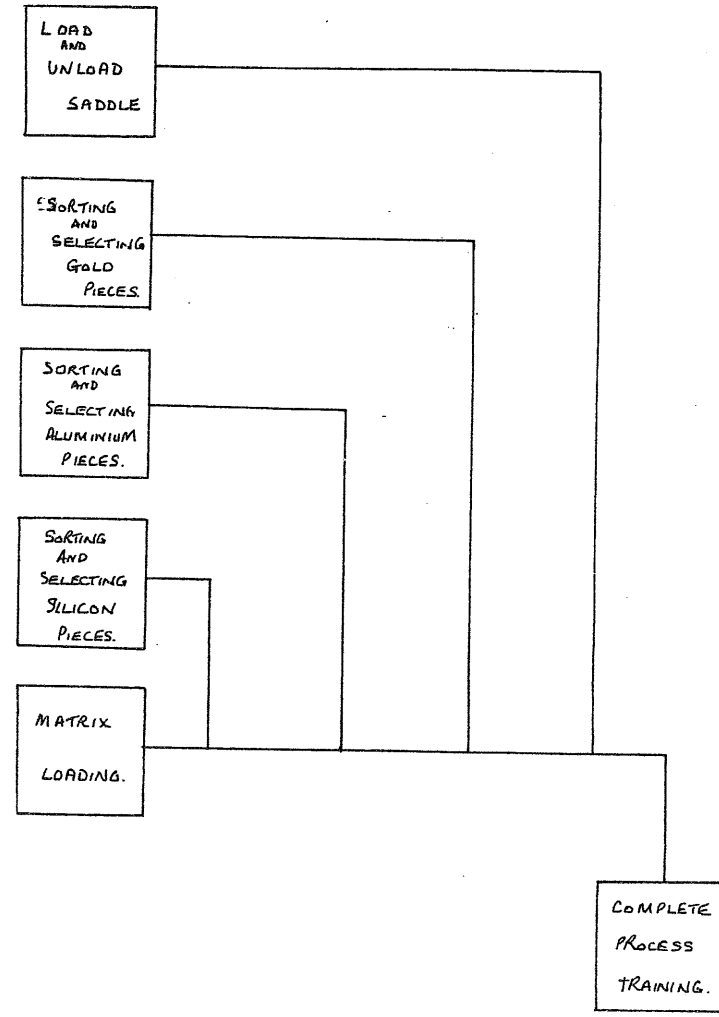 LOAD
AND
UNLOAD
SADDLE
SORTING
AND
SELECTING
GOLD
PIECES.
SORTING
AND
SELECTING
ALUMINIUM
PIECES.
SORTING
AND
SELECTING
SILICON
PIECES.
MATRIX
LOADING.
COMPLETE
PROCESS
TRAINING.